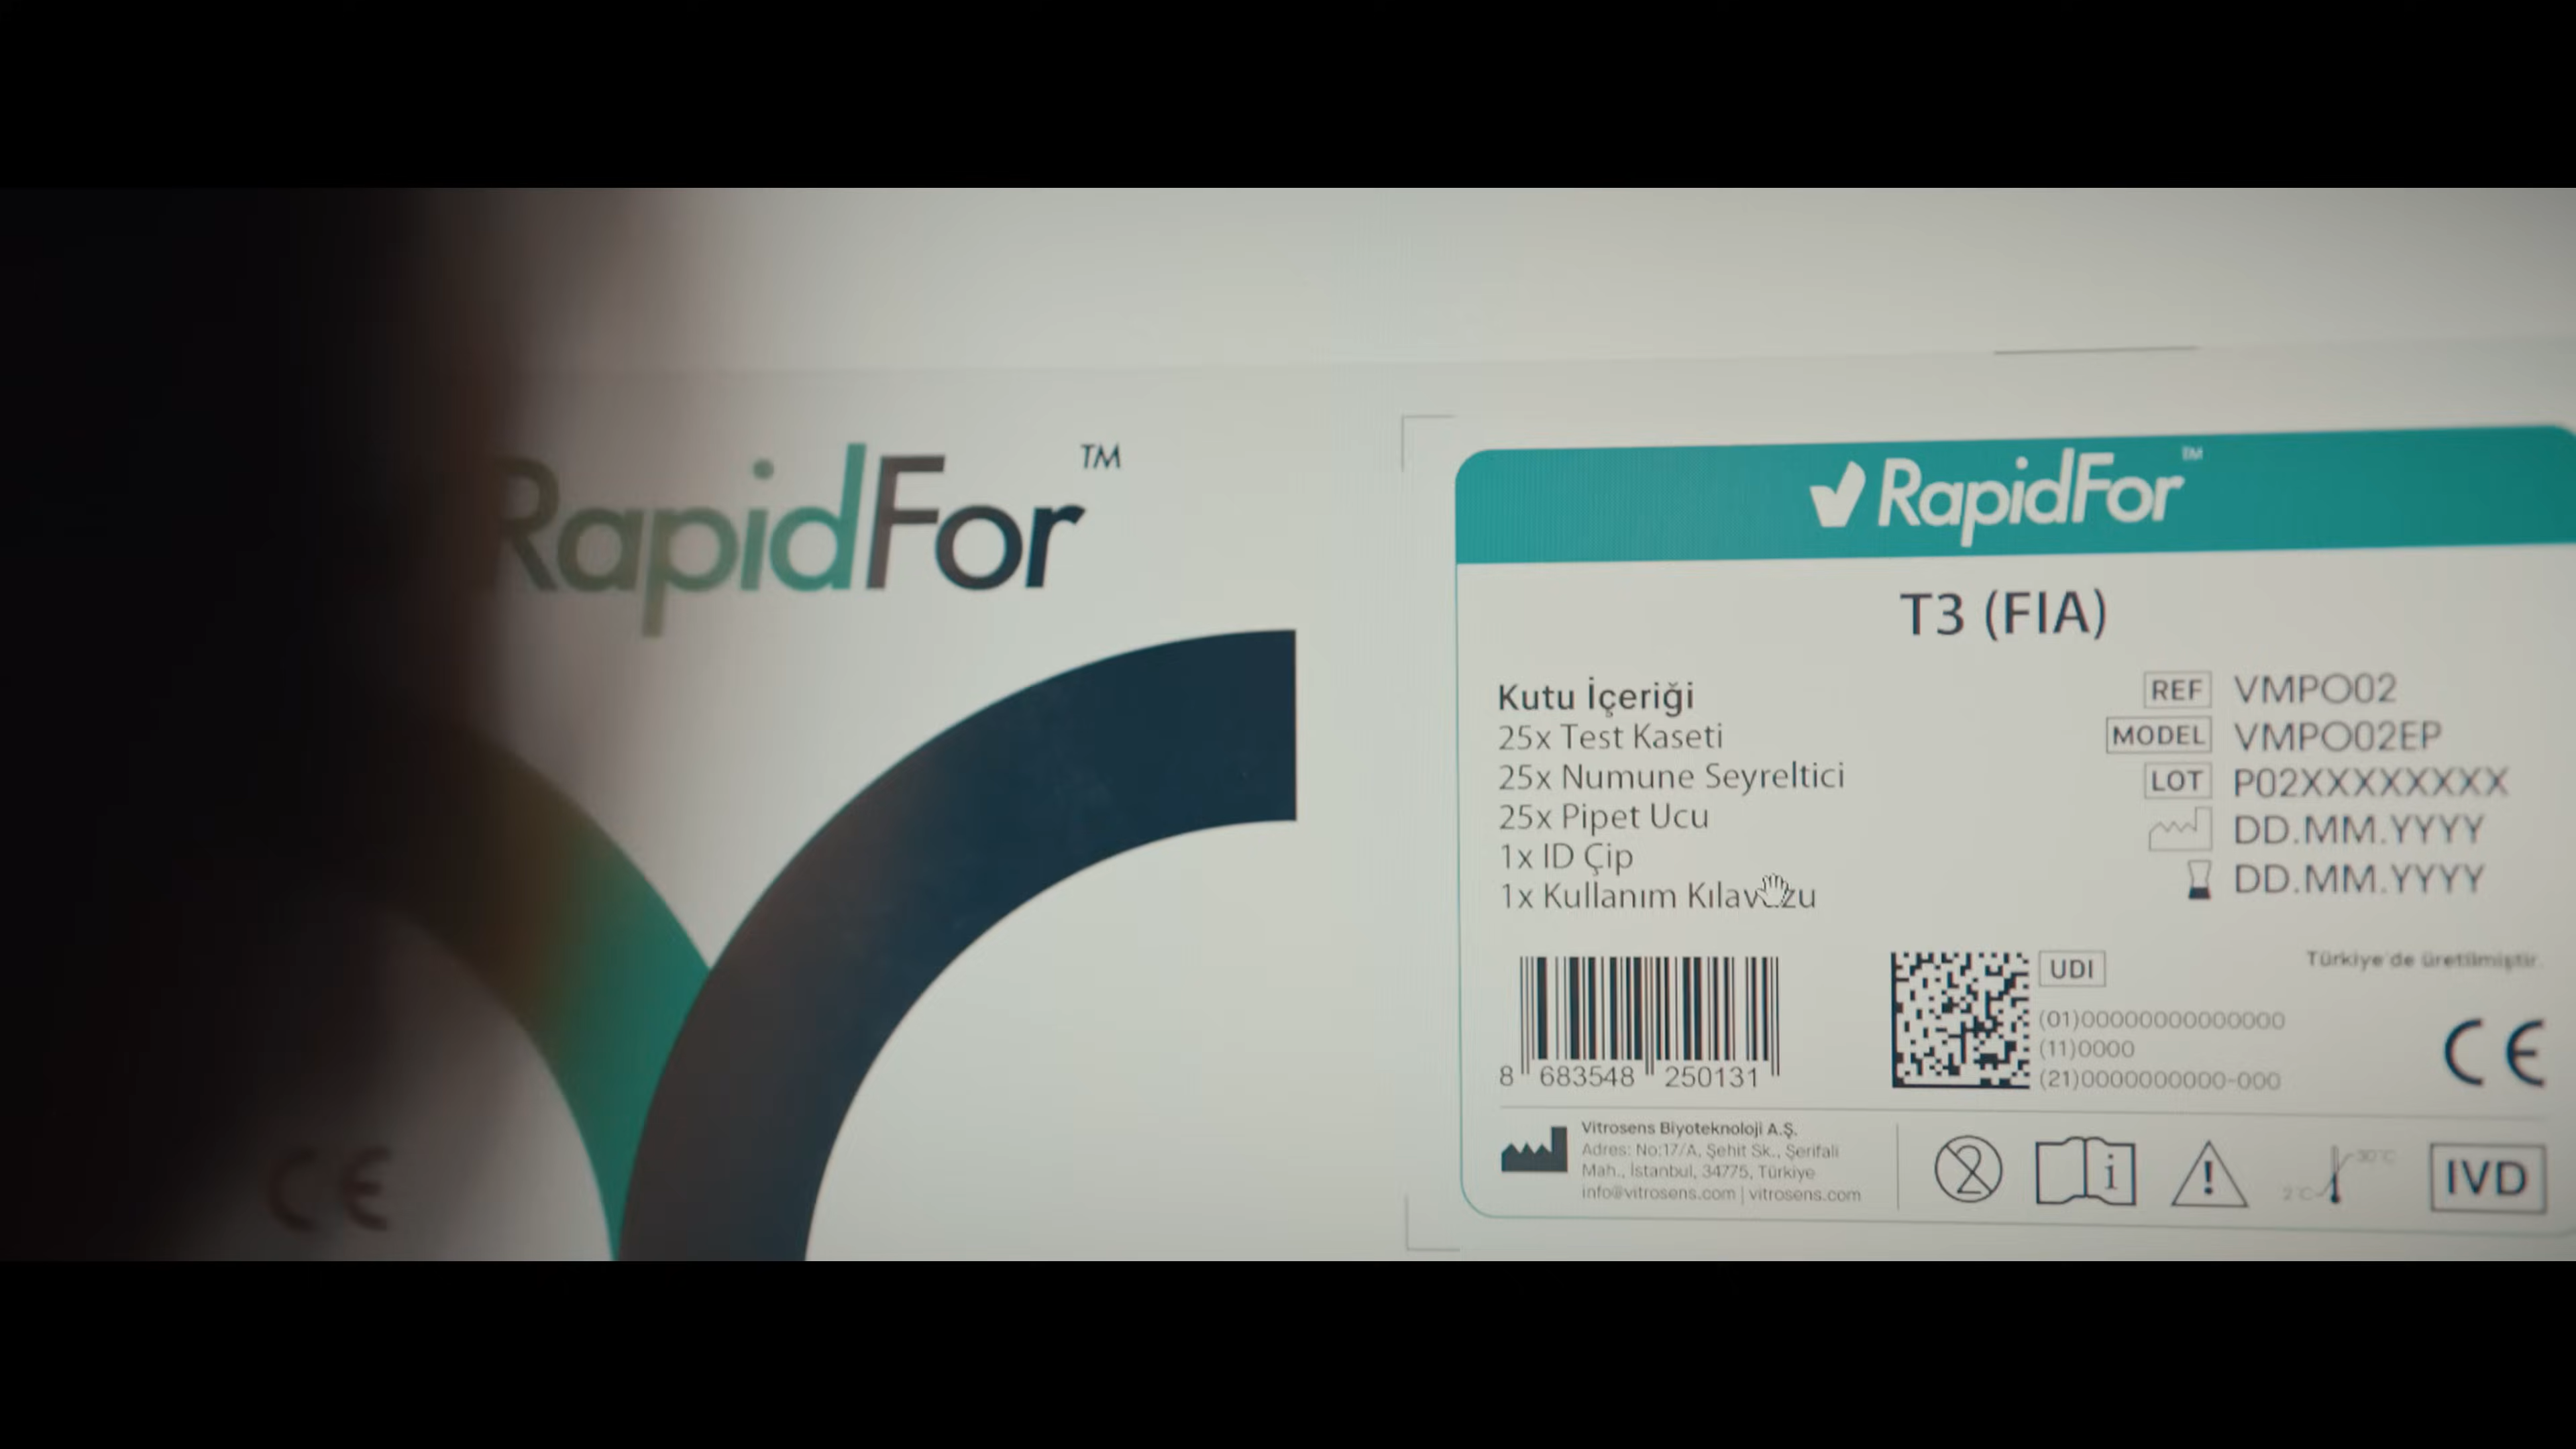 RapidFor™
CE
RapidFor™
T3 (FIA)
Kutu İçeriği
25x Test Kaseti
25x Numune Seyreltici
25x Pipet Ucu
1x ID Çip
1x Kullanım Kılavuzu
REF VMPO02
MODEL VMPO02EP
LOT P02XXXXXXXX
DD.MM.YYYY
DD.MM.YYYY
8 683548 250131
UDI
(01)00000000000000
(11)0000
(21)0000000000-000
Türkiye'de üretilmiştir.
CE
Vitrosens Biyoteknoloji A.Ş.
Adres: No:17/A, Şehit Sk., Şerifali
Mah., İstanbul, 34775, Türkiye
info@vitrosens.com | vitrosens.com
2
i
!
2°C
30°C
IVD